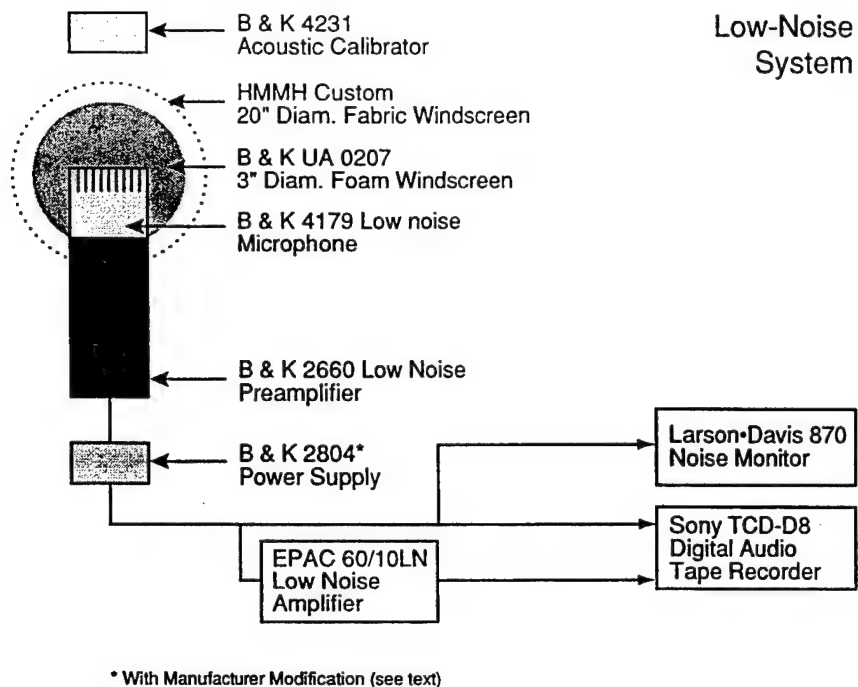 Low-Noise
System
B & K 4231
Acoustic Calibrator
HMMH Custom
20" Diam. Fabric Windscreen
B & K UA 0207
3" Diam. Foam Windscreen
B & K 4179 Low noise
Microphone
B & K 2660 Low Noise
Preamplifier
B & K 2804*
Power Supply
Larson•Davis 870
Noise Monitor
Sony TCD-D8
Digital Audio
Tape Recorder
EPAC 60/10LN
Low Noise
Amplifier
* With Manufacturer Modification (see text)